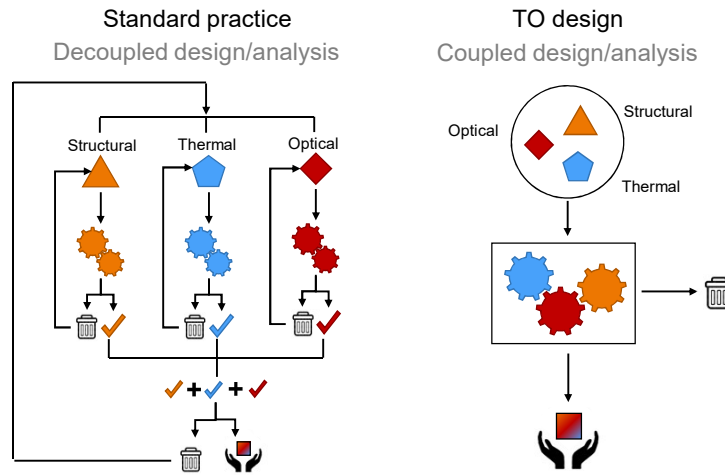 Standard practice
Decoupled design/analysis
Structural
Thermal
Optical
TO design
Coupled design/analysis
Structural
Optical
Thermal